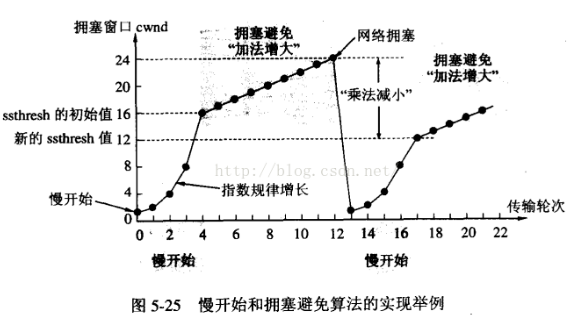 拥塞窗口 cwnd
拥塞避免
“加法增大”
网络拥塞
拥塞避免
“加法增大”
“乘法减小”
24
20
ssthresh 的初始值
16
新的 ssthresh 值
12
8
4
0
http://blog.csdn.net
指数规律增长
慢开始
传输轮次
0 2 4 6 8 10 12 14 16 18 20 22
慢开始
慢开始
图 5-25 慢开始和拥塞避免算法的实现举例